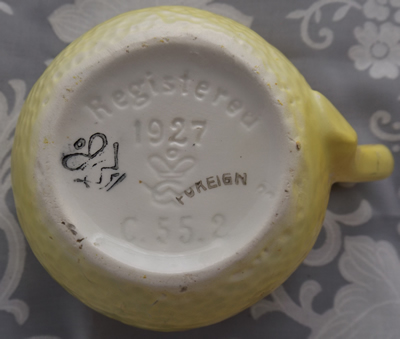 Registered
1927
FOREIGN
C.55.2